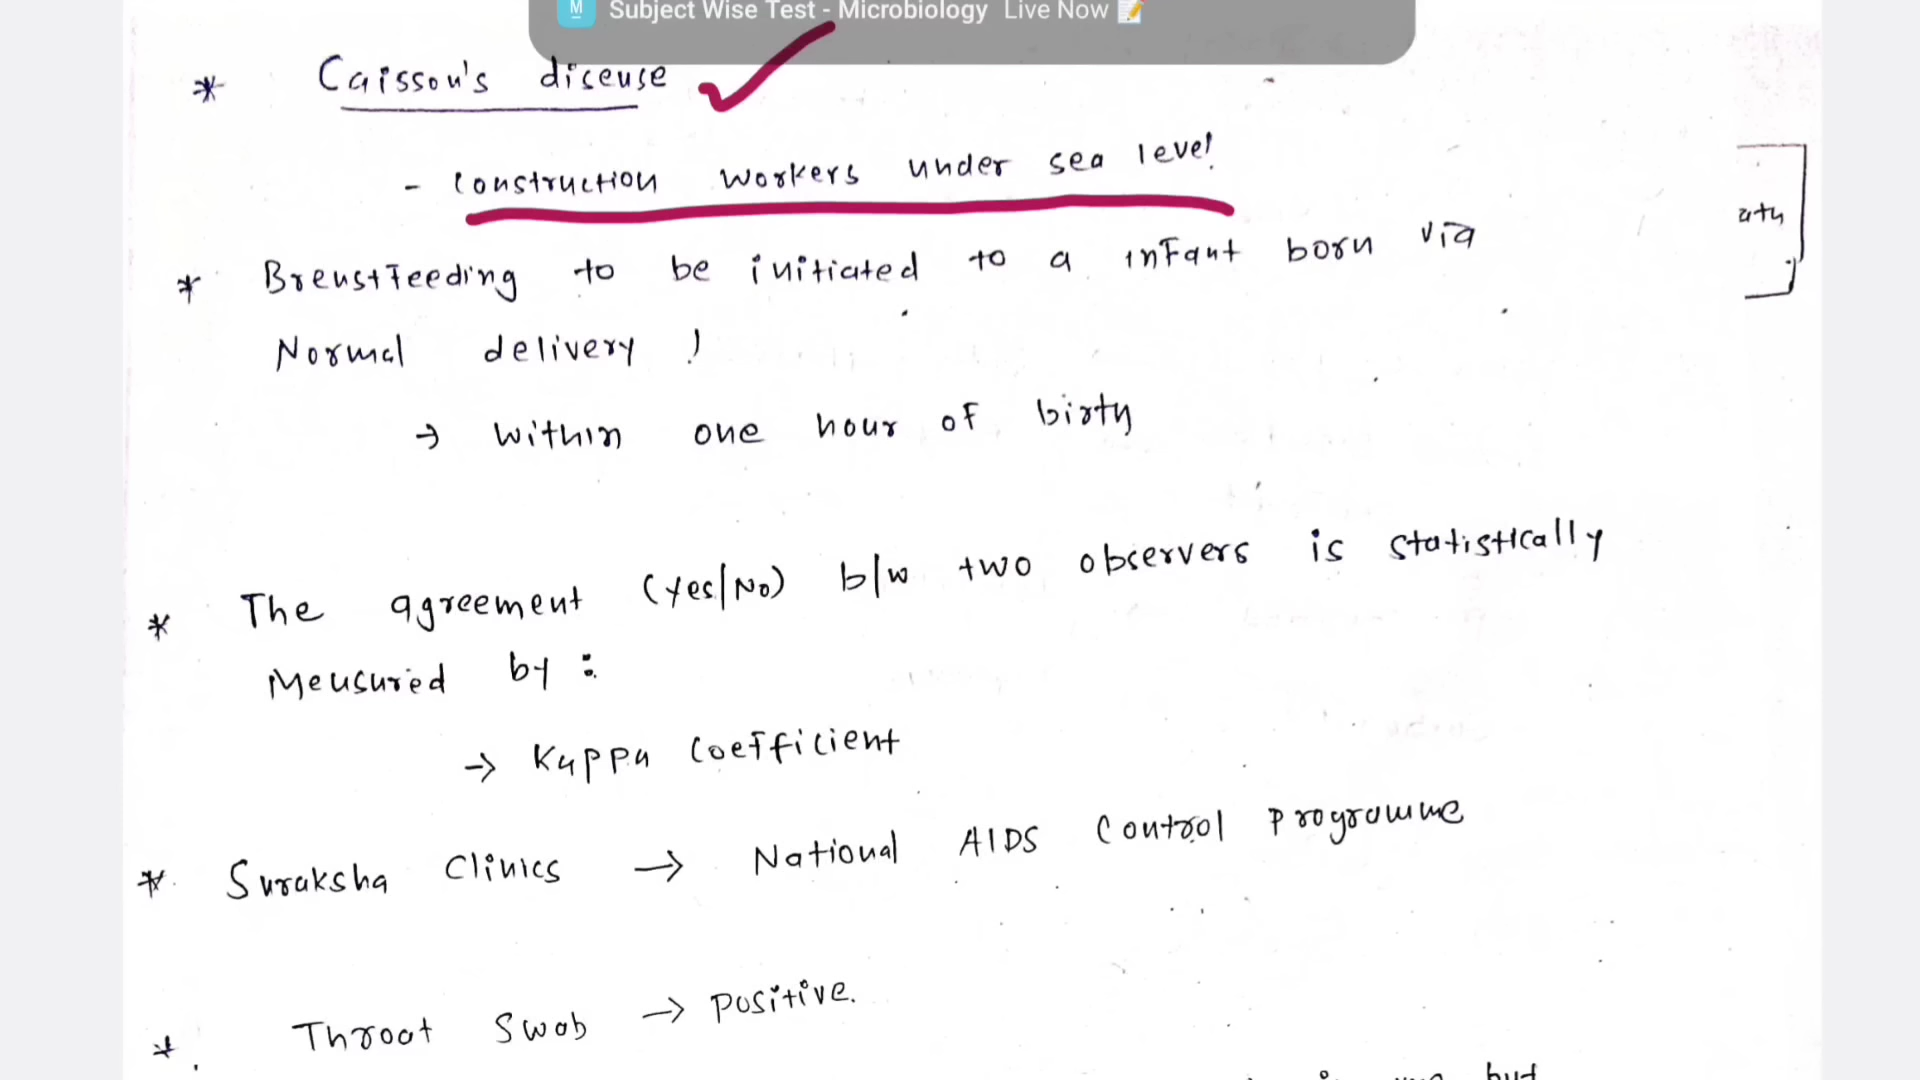 M Subject Wise Test - Microbiology Live Now 📝
* Caisson's disease
- Construction workers under sea level
* Breastfeeding to be initiated to a infant born via
Normal delivery !
→ Within one hour of birth
* The agreement (Yes/No) b/w two observers is statistically
Measured by :
→ Kappa Coefficient
* Suraksha Clinics → National AIDS Control Programme
* Throat Swab → positive.
but